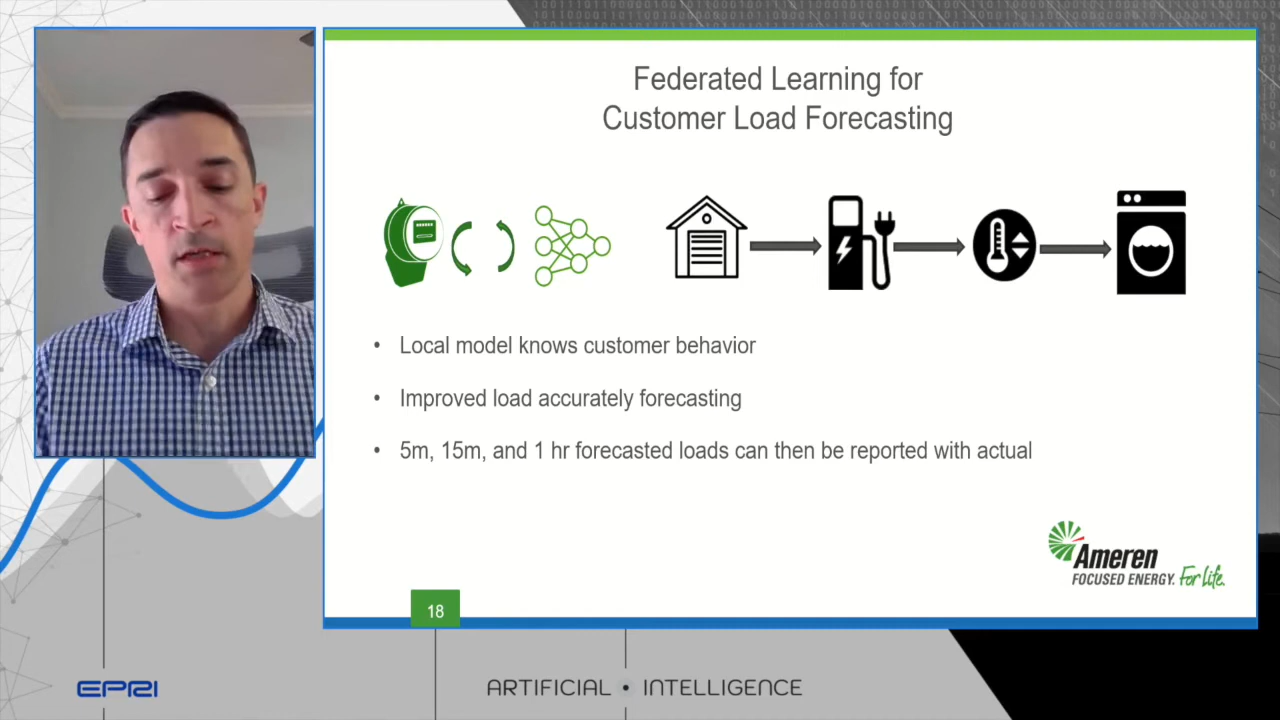 Federated Learning for
Customer Load Forecasting
• Local model knows customer behavior
• Improved load accurately forecasting
• 5m, 15m, and 1 hr forecasted loads can then be reported with actual
Ameren
FOCUSED ENERGY. For Life.
18
EPRI
ARTIFICIAL • INTELLIGENCE